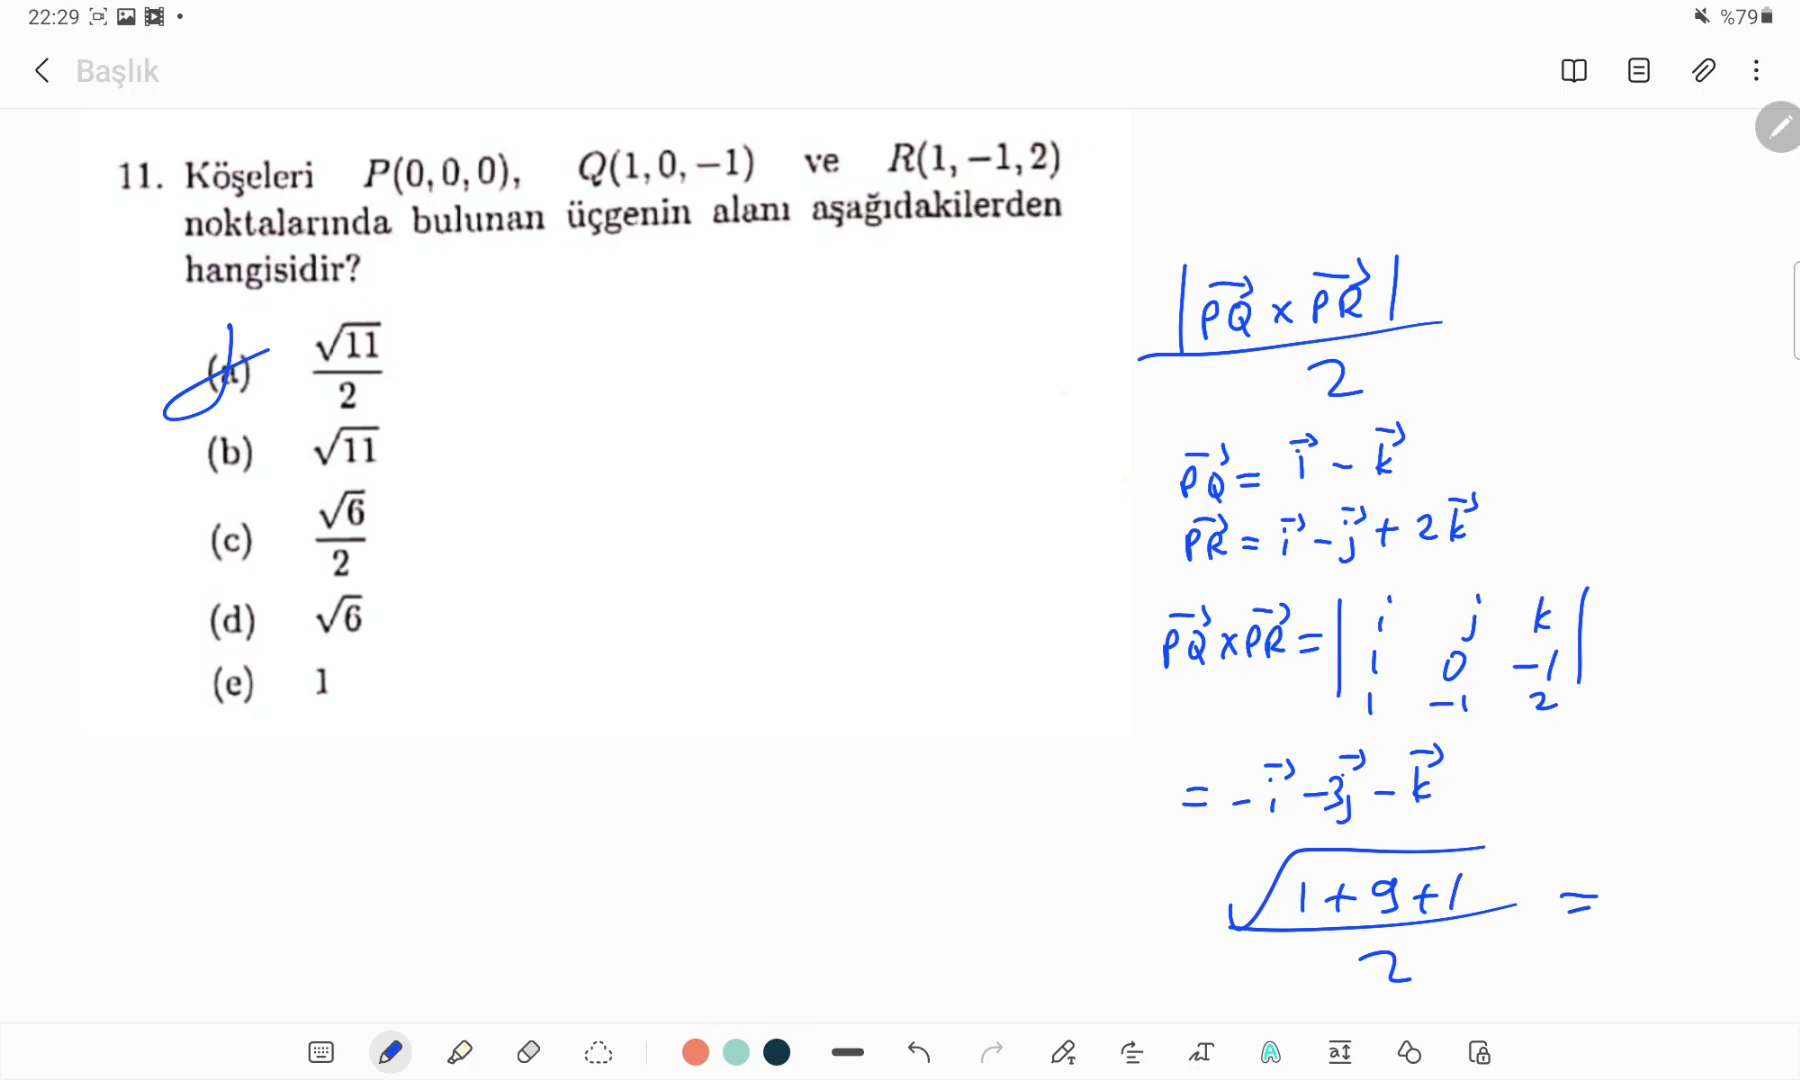 22:29
%79
Başlık
11. Köşeleri P(0, 0, 0), Q(1, 0, −1) ve R(1, −1, 2)
noktalarında bulunan üçgenin alanı aşağıdakilerden
hangisidir?
(a) √11/2
(b) √11
(c) √6/2
(d) √6
(e) 1
|PQ⃗ × PR⃗|
2
PQ⃗ = i⃗ − k⃗
PR⃗ = i⃗ − j⃗ + 2k⃗
PQ⃗ × PR⃗ = | i j k |
1 0 −1
1 −1 2
= −i⃗ −3j⃗ − k⃗
√1+9+1 =
2